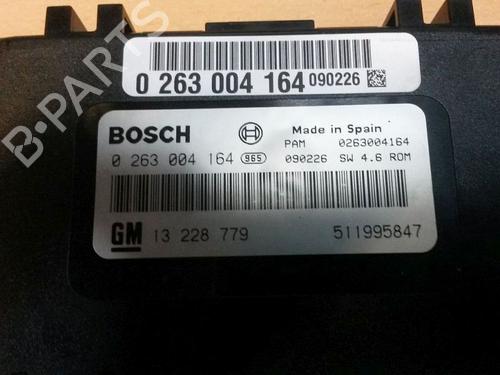 B-PARTS
0 263 004 164 090226
BOSCH Made in Spain
PAM 0263004164
0 263 004 164 965 090226 SW 4.6 ROM
GM 13 228 779 511995847